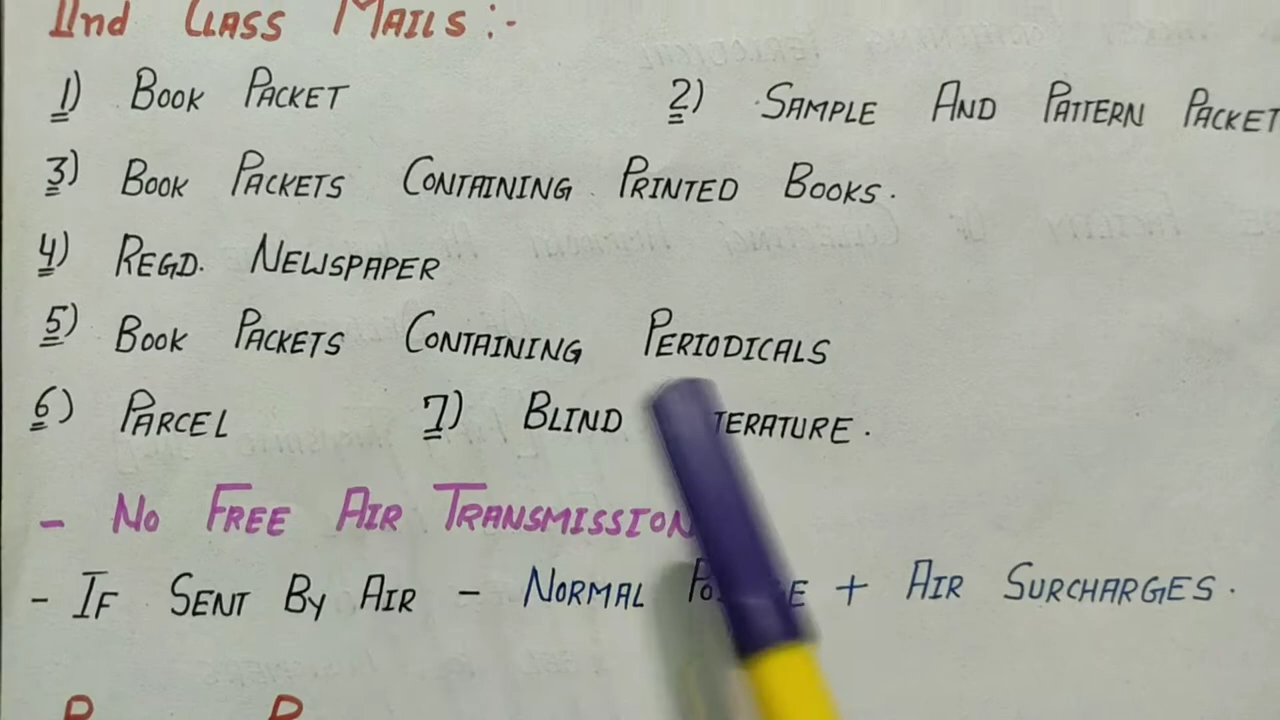 IInd CLASS MAILS :-
1) BOOK PACKET 2) SAMPLE AND PATTERN PACKET
3) BOOK PACKETS CONTAINING PRINTED BOOKS.
4) REGD. NEWSPAPER
5) BOOK PACKETS CONTAINING PERIODICALS
6) PARCEL 7) BLIND TERATURE.
- NO FREE AIR TRANSMISSION
- IF SENT BY AIR - NORMAL PO E + AIR SURCHARGES.